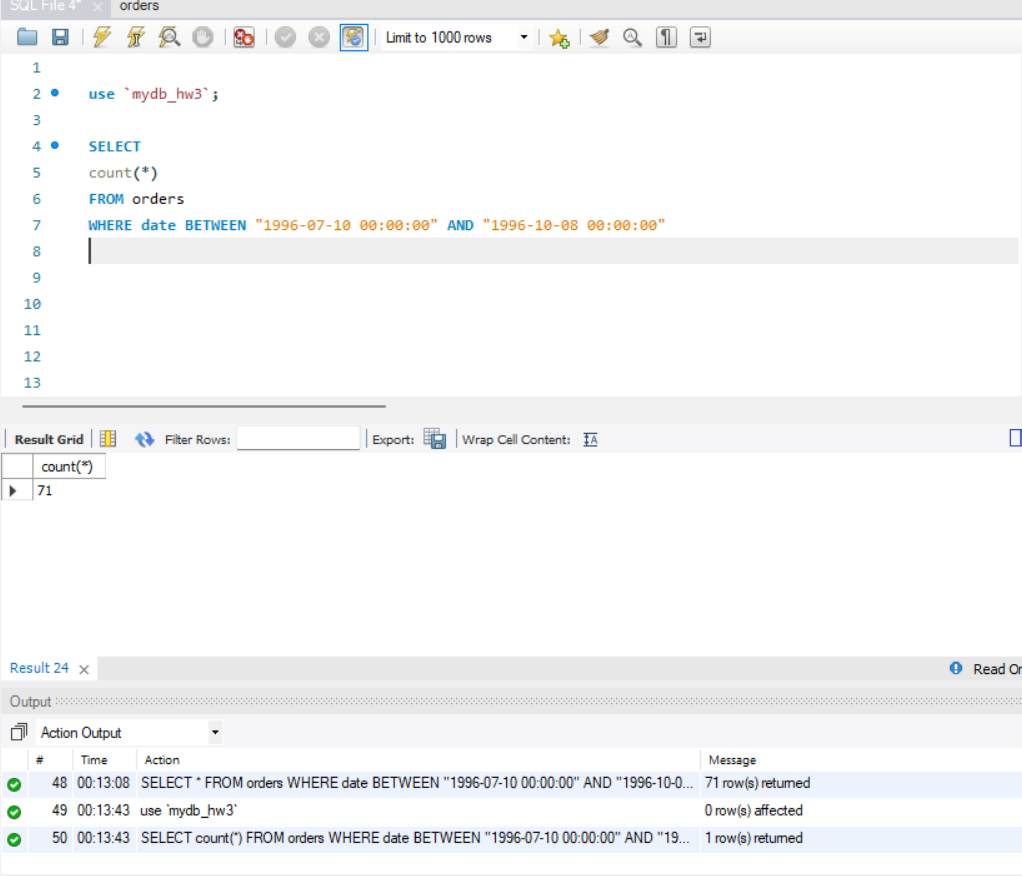 SQL File 4* × orders
Limit to 1000 rows
1
2 use `mydb_hw3`;
3
4 SELECT
5 count(*)
6 FROM orders
7 WHERE date BETWEEN "1996-07-10 00:00:00" AND "1996-10-08 00:00:00"
8
9
10
11
12
13
Result Grid Filter Rows: Export: Wrap Cell Content:
count(*)
71
Result 24 × Read On
Output
Action Output
# Time Action Message
48 00:13:08 SELECT * FROM orders WHERE date BETWEEN "1996-07-10 00:00:00" AND "1996-10-0... 71 row(s) returned
49 00:13:43 use `mydb_hw3` 0 row(s) affected
50 00:13:43 SELECT count(*) FROM orders WHERE date BETWEEN "1996-07-10 00:00:00" AND "19... 1 row(s) returned